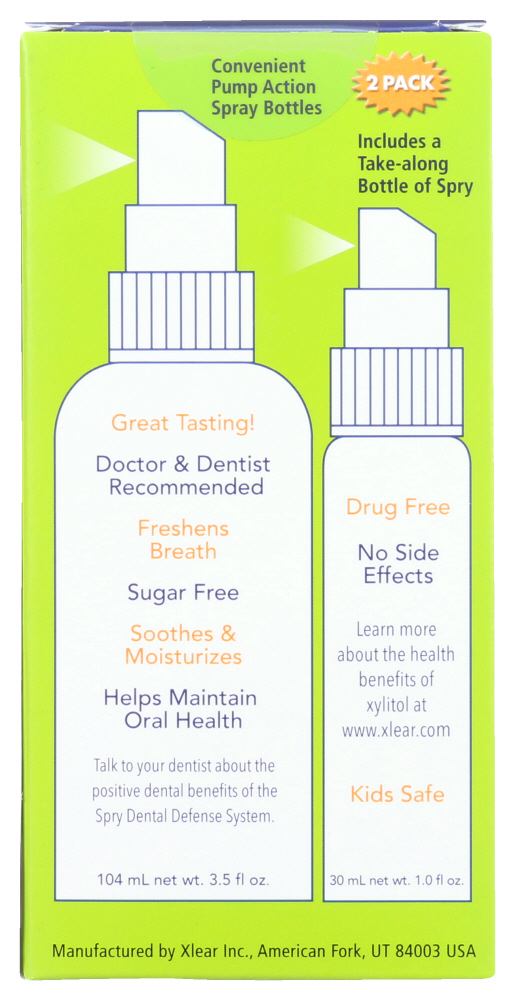 Convenient
Pump Action
Spray Bottles
2 PACK
Includes a
Take-along
Bottle of Spry
Great Tasting!
Doctor & Dentist
Recommended
Freshens
Breath
Sugar Free
Soothes &
Moisturizes
Helps Maintain
Oral Health
Talk to your dentist about the
positive dental benefits of the
Spry Dental Defense System.
104 mL net wt. 3.5 fl oz.
Drug Free
No Side
Effects
Learn more
about the health
benefits of
xylitol at
www.xlear.com
Kids Safe
30 mL net wt. 1.0 fl oz.
Manufactured by Xlear Inc., American Fork, UT 84003 USA